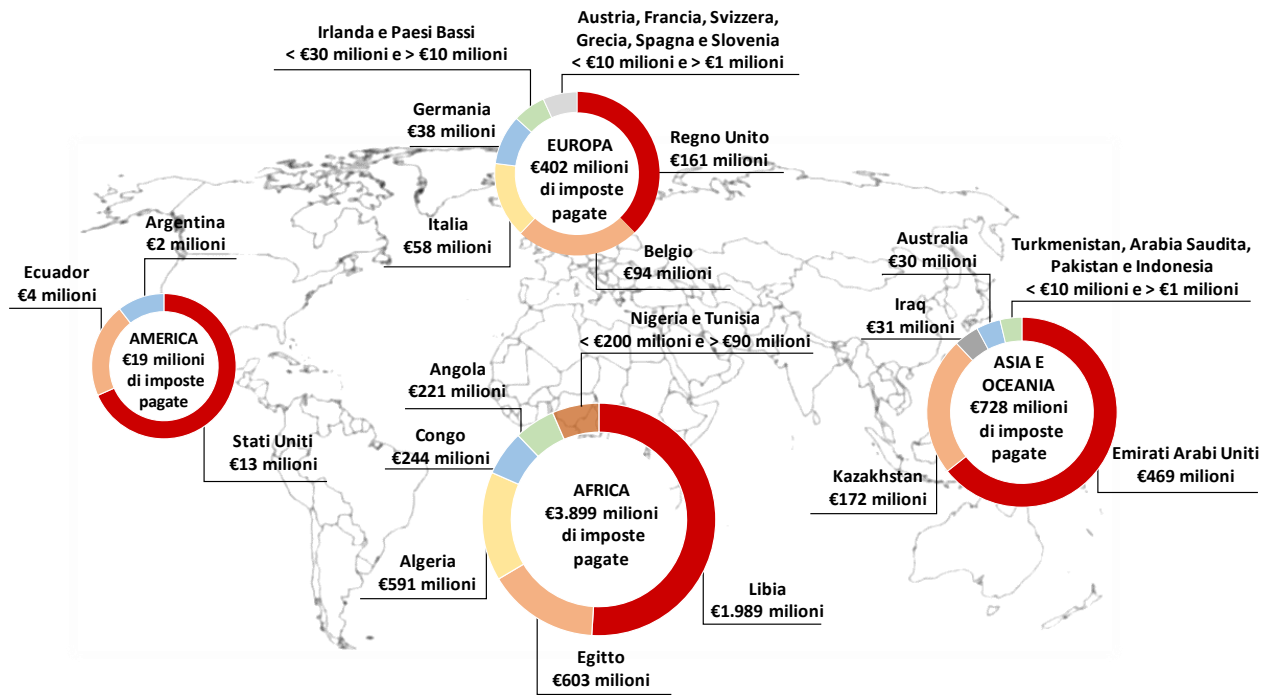 Irlanda e Paesi Bassi
< €30 milioni e > €10 milioni
Austria, Francia, Svizzera,
Grecia, Spagna e Slovenia
< €10 milioni e > €1 milioni
Germania
€38 milioni
EUROPA
€402 milioni
di imposte
pagate
Regno Unito
€161 milioni
Italia
€58 milioni
Belgio
€94 milioni
Argentina
€2 milioni
Ecuador
€4 milioni
AMERICA
€19 milioni
di imposte
pagate
Stati Uniti
€13 milioni
Nigeria e Tunisia
< €200 milioni e > €90 milioni
Angola
€221 milioni
Congo
€244 milioni
AFRICA
€3.899 milioni
di imposte
pagate
Algeria
€591 milioni
Libia
€1.989 milioni
Egitto
€603 milioni
Australia
€30 milioni
Turkmenistan, Arabia Saudita,
Pakistan e Indonesia
< €10 milioni e > €1 milioni
Iraq
€31 milioni
ASIA E
OCEANIA
€728 milioni
di imposte
pagate
Kazakhstan
€172 milioni
Emirati Arabi Uniti
€469 milioni